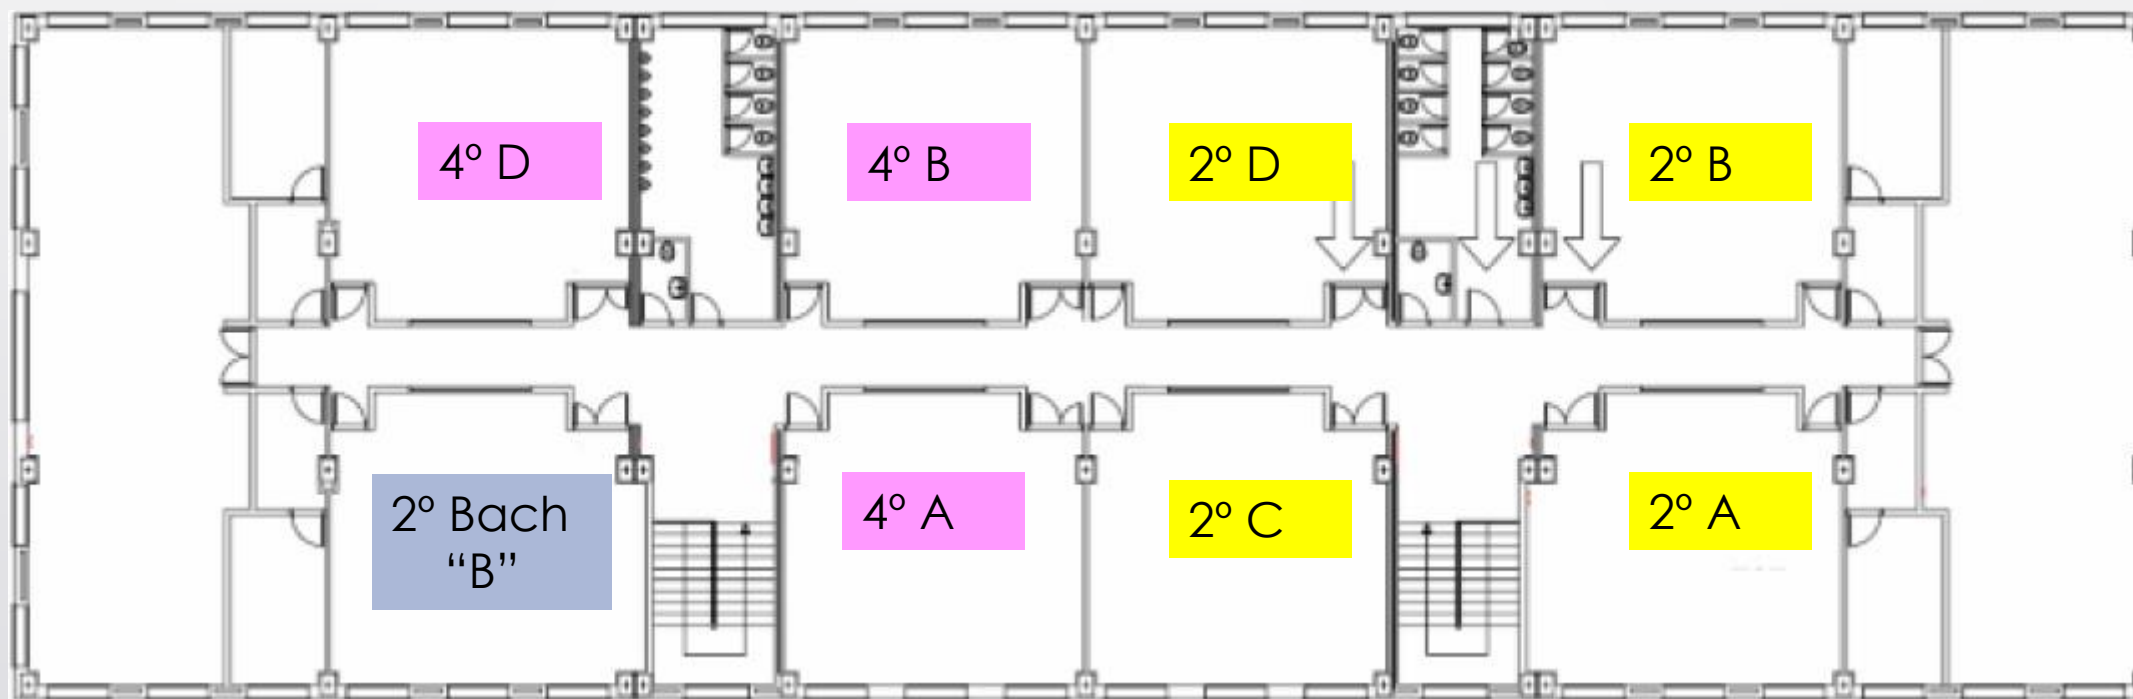 4º D
4º B
2º D
2º B
2º Bach
“B”
4º A
2º C
2º A